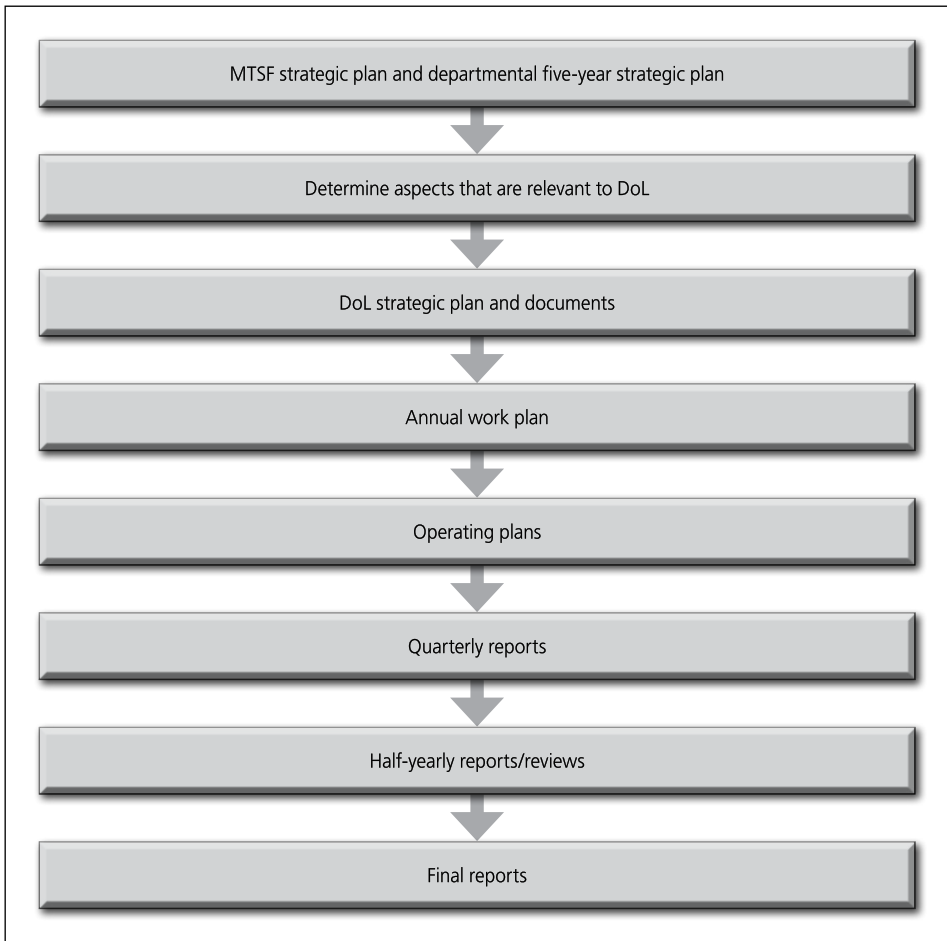 MTSF strategic plan and departmental five-year strategic plan
Determine aspects that are relevant to DoL
DoL strategic plan and documents
Annual work plan
Operating plans
Quarterly reports
Half-yearly reports/reviews
Final reports